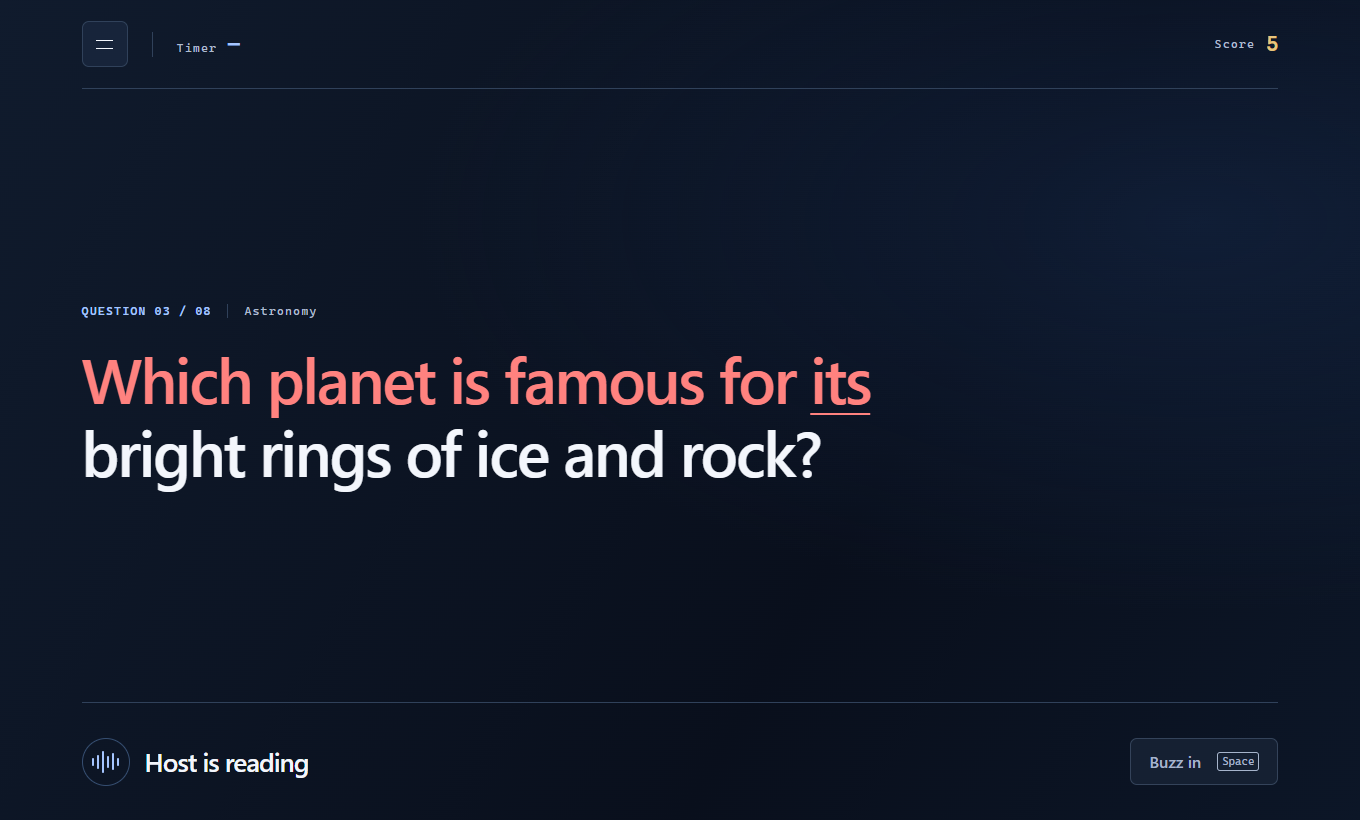 Timer –
Score 5
QUESTION 03 / 08 Astronomy
Which planet is famous for its
bright rings of ice and rock?
Host is reading
Buzz in Space